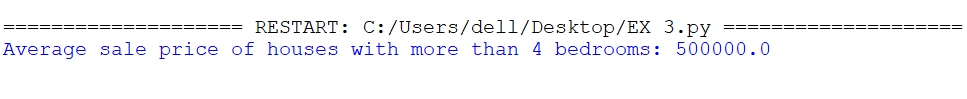 ==================== RESTART: C:/Users/dell/Desktop/EX 3.py ====================
Average sale price of houses with more than 4 bedrooms: 500000.0